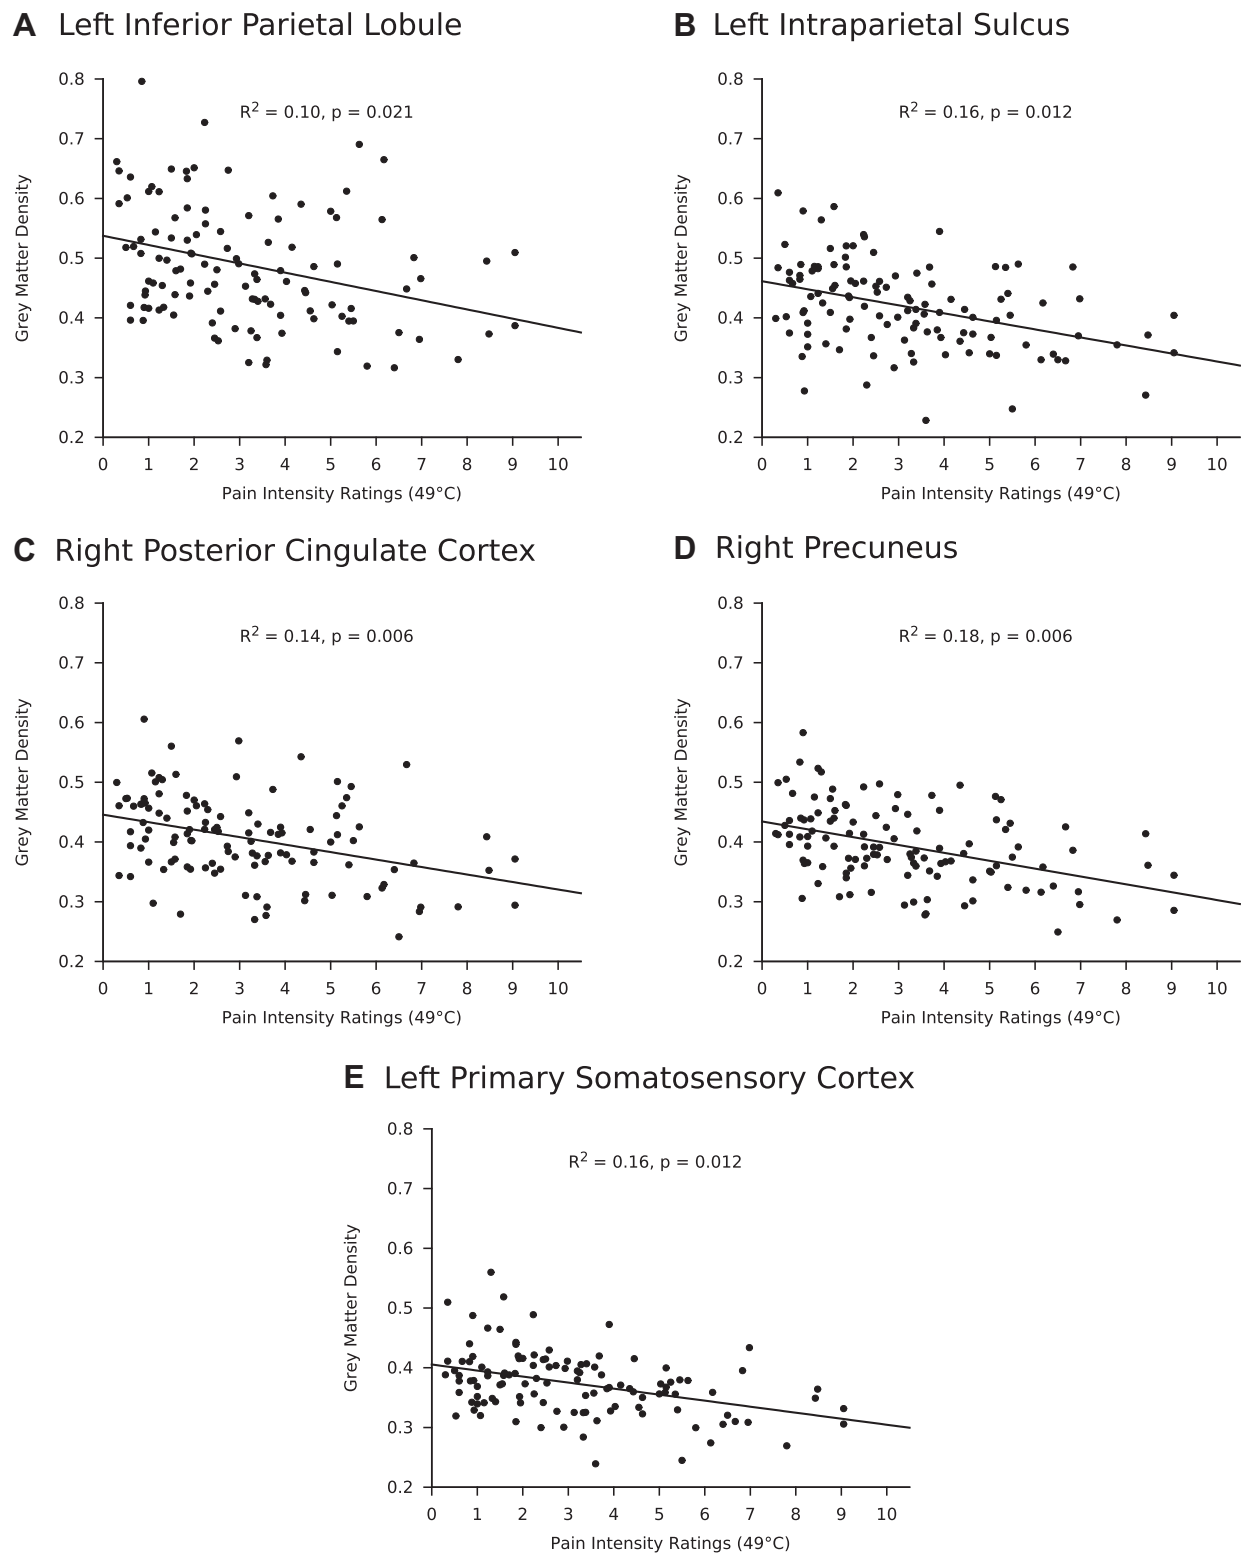 A Left Inferior Parietal Lobule
R2 = 0.10, p = 0.021
Grey Matter Density
0.8
0.7
0.6
0.5
0.4
0.3
0.2
0 1 2 3 4 5 6 7 8 9 10
Pain Intensity Ratings (49°C)
B Left Intraparietal Sulcus
R2 = 0.16, p = 0.012
Grey Matter Density
0.8
0.7
0.6
0.5
0.4
0.3
0.2
0 1 2 3 4 5 6 7 8 9 10
Pain Intensity Ratings (49°C)
C Right Posterior Cingulate Cortex
R2 = 0.14, p = 0.006
Grey Matter Density
0.8
0.7
0.6
0.5
0.4
0.3
0.2
0 1 2 3 4 5 6 7 8 9 10
Pain Intensity Ratings (49°C)
D Right Precuneus
R2 = 0.18, p = 0.006
Grey Matter Density
0.8
0.7
0.6
0.5
0.4
0.3
0.2
0 1 2 3 4 5 6 7 8 9 10
Pain Intensity Ratings (49°C)
E Left Primary Somatosensory Cortex
R2 = 0.16, p = 0.012
Grey Matter Density
0.8
0.7
0.6
0.5
0.4
0.3
0.2
0 1 2 3 4 5 6 7 8 9 10
Pain Intensity Ratings (49°C)